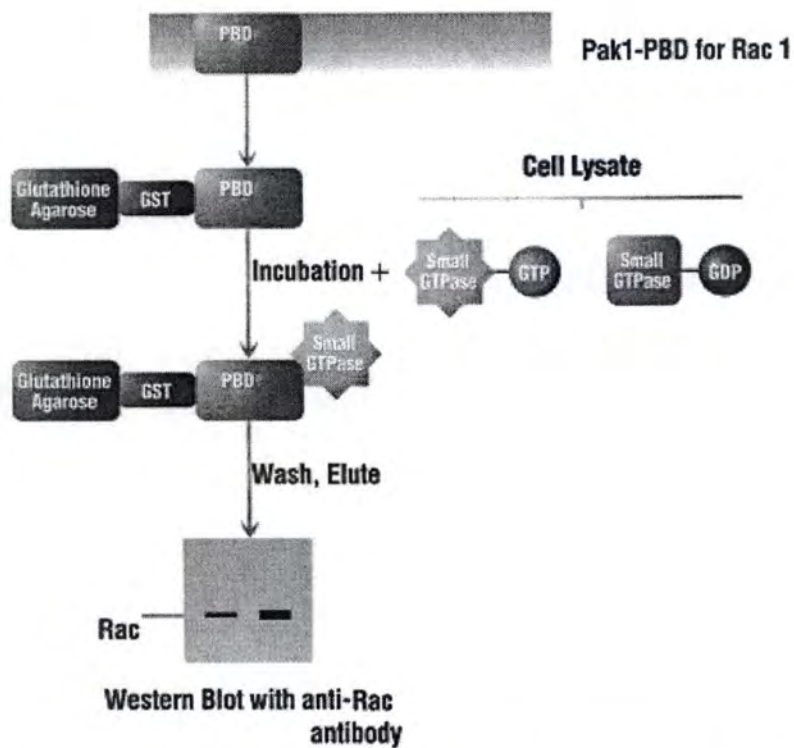 PBD
Pak1-PBD for Rac 1
Cell Lysate
Glutathione
Agarose
GST
PBD
Incubation +
Small
GTPase
GTP
Small
GTPase
GDP
Small
GTPase
Glutathione
Agarose
GST
PBD
Wash, Elute
Rac
Western Blot with anti-Rac
antibody